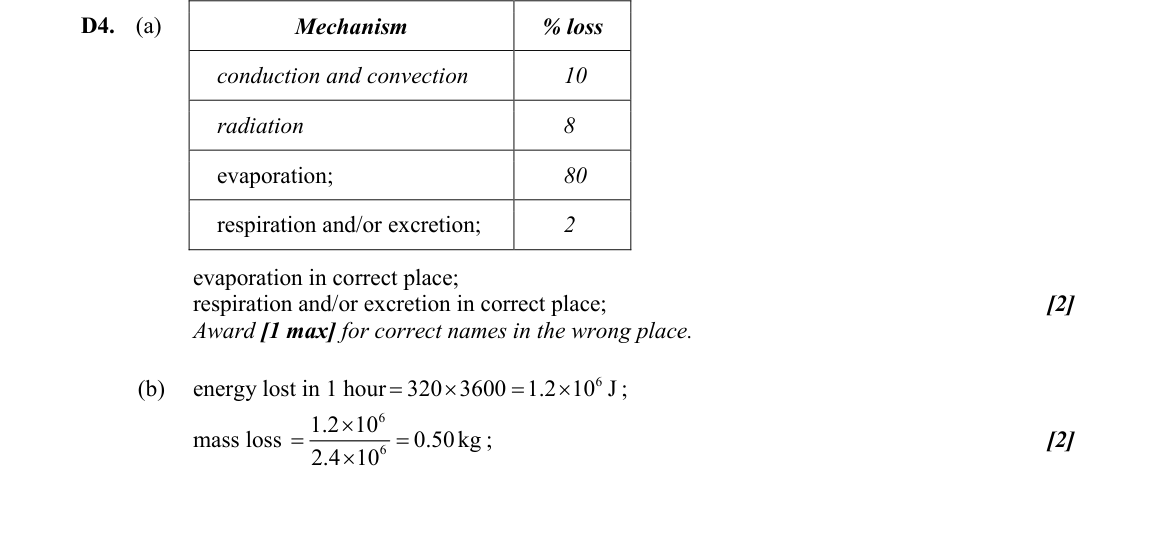 D4. (a) Mechanism % loss
conduction and convection 10
radiation 8
evaporation; 80
respiration and/or excretion; 2
evaporation in correct place;
respiration and/or excretion in correct place; [2]
Award [1 max] for correct names in the wrong place.
(b) energy lost in 1 hour = 320 × 3600 = 1.2 × 10⁶ J ;
mass loss = 1.2×10⁶ / 2.4×10⁶ = 0.50 kg ; [2]